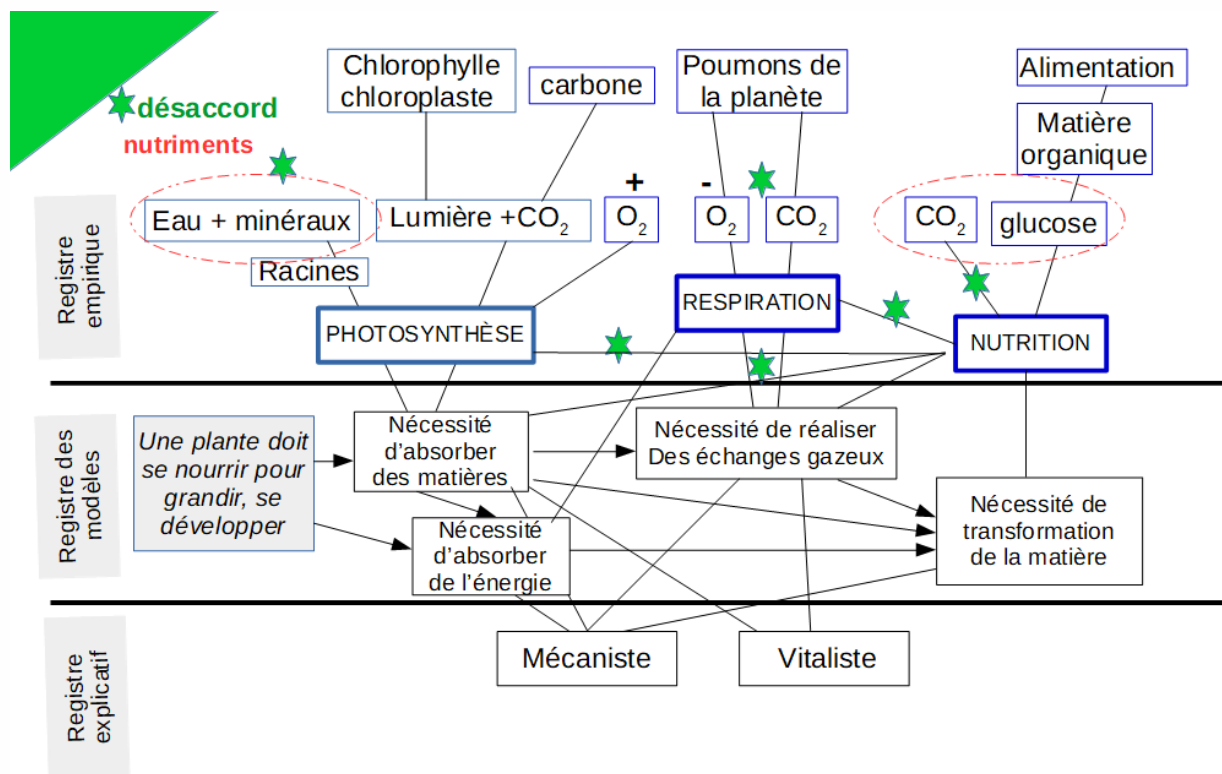 Chlorophylle
chloroplaste
carbone
Poumons de
la planète
Alimentation
Matière
organique
désaccord
nutriments
Eau + minéraux
Racines
Lumière +CO₂
+
O₂
-
O₂
CO₂
CO₂
glucose
Registre
empirifique
PHOTOSYNTHÈSE
RESPIRATION
NUTRITION
Registre des
modèles
Une plante doit
se nourrir pour
grandir, se
développer
Nécessité
d'absorber
des matières
Nécessité de réaliser
Des échanges gazeux
Nécessité
d'absorber
de l'énergie
Nécessité de
transformation
de la matière
Registre
explicatif
Mécaniste
Vitaliste